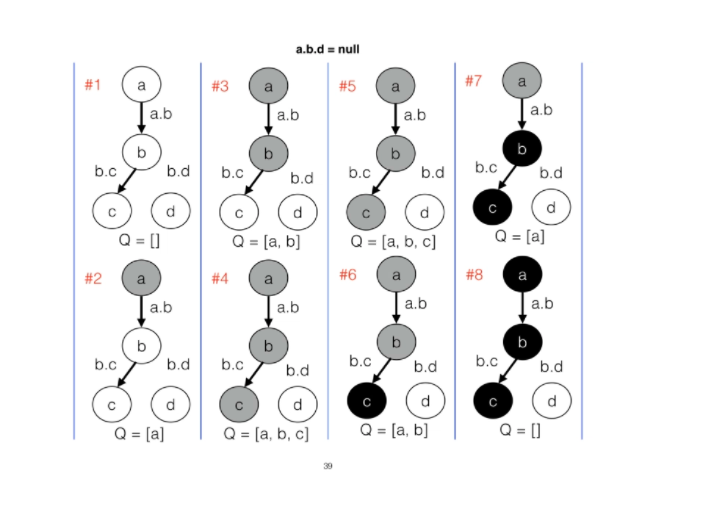 a.b.d = null
#1
a
a.b
b
b.c
b.d
c
d
Q = []
#2
a
a.b
b
b.c
b.d
c
d
Q = [a]
#3
a
a.b
b
b.c
b.d
c
d
Q = [a, b]
#4
a
a.b
b
b.c
b.d
c
d
Q = [a, b, c]
#5
a
a.b
b
b.c
b.d
c
d
Q = [a, b, c]
#6
a
a.b
b
b.c
b.d
c
d
Q = [a, b]
#7
a
a.b
b
b.c
b.d
c
d
Q = [a]
#8
a
a.b
b
b.c
b.d
c
d
Q = []
39